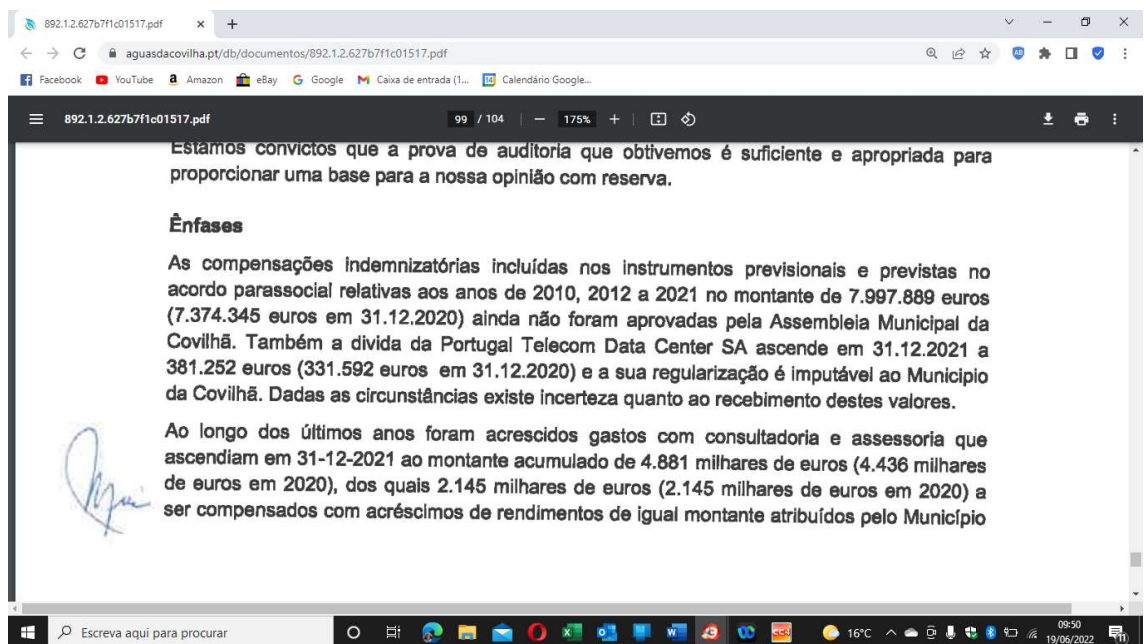 892.1.2.627b7f1c01517.pdf
aguasdacovilha.pt/db/documentos/892.1.2.627b7f1c01517.pdf
AB
Facebook YouTube Amazon eBay Google Caixa de entrada (1... Calendário Google...
892.1.2.627b7f1c01517.pdf 99 / 104 175%
Estamos convictos que a prova de auditoria que obtivemos é suficiente e apropriada para
proporcionar uma base para a nossa opinião com reserva.
Ênfases
As compensações indemnizatórias incluídas nos instrumentos previsionais e previstas no
acordo parassocial relativas aos anos de 2010, 2012 a 2021 no montante de 7.997.889 euros
(7.374.345 euros em 31.12.2020) ainda não foram aprovadas pela Assembleia Municipal da
Covilhã. Também a divida da Portugal Telecom Data Center SA ascende em 31.12.2021 a
381.252 euros (331.592 euros em 31.12.2020) e a sua regularização é imputável ao Municipio
da Covilhã. Dadas as circunstâncias existe incerteza quanto ao recebimento destes valores.
Ao longo dos últimos anos foram acrescidos gastos com consultadoria e assessoria que
ascendiam em 31-12-2021 ao montante acumulado de 4.881 milhares de euros (4.436 milhares
de euros em 2020), dos quais 2.145 milhares de euros (2.145 milhares de euros em 2020) a
ser compensados com acréscimos de rendimentos de igual montante atribuídos pelo Município
Escreva aqui para procurar
16°C
09:50
19/06/2022